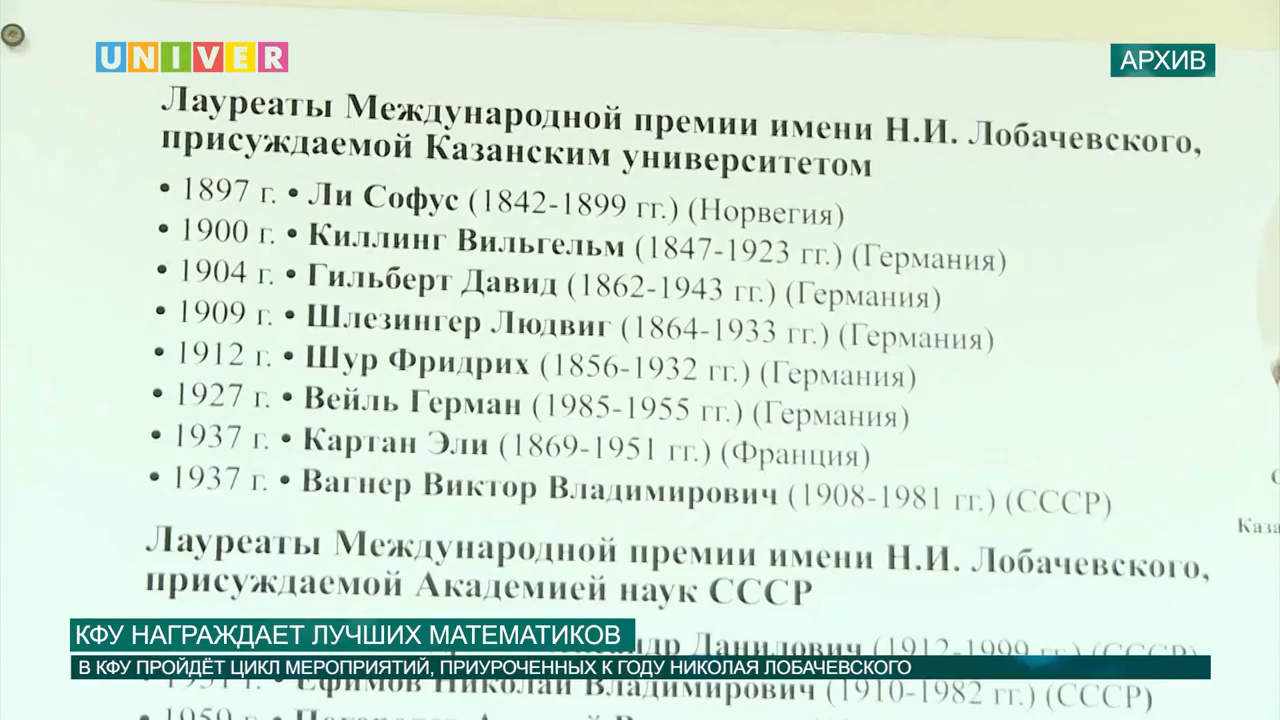 UNIVER
АРХИВ
Лауреаты Международной премии имени Н.И. Лобачевского,
присуждаемой Казанским университетом
• 1897 г. • Ли Софус (1842-1899 гг.) (Норвегия)
• 1900 г. • Киллинг Вильгельм (1847-1923 гг.) (Германия)
• 1904 г. • Гильберт Давид (1862-1943 гг.) (Германия)
• 1909 г. • Шлезингер Людвиг (1864-1933 гг.) (Германия)
• 1912 г. • Шур Фридрих (1856-1932 гг.) (Германия)
• 1927 г. • Вейль Герман (1985-1955 гг.) (Германия)
• 1937 г. • Картан Эли (1869-1951 гг.) (Франция)
• 1937 г. • Вагнер Виктор Владимирович (1908-1981 гг.) (СССР)
Лауреаты Международной премии имени Н.И. Лобачевского,
присуждаемой Академией наук СССР
Данилович (1912-1999 гг.) (СССР)
КФУ НАГРАЖДАЕТ ЛУЧШИХ МАТЕМАТИКОВ
В КФУ ПРОЙДЁТ ЦИКЛ МЕРОПРИЯТИЙ, ПРИУРОЧЕННЫХ К ГОДУ НИКОЛАЯ ЛОБАЧЕВСКОГО
Ефимов Николай Владимирович (1910-1982 гг.) (СССР)